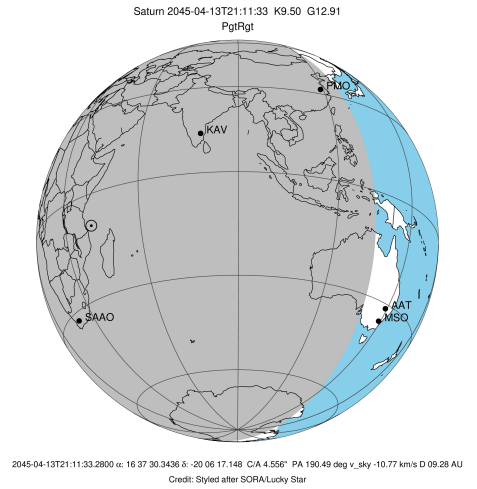 Saturn 2045-04-13T21:11:33 K9.50 G12.91
PgtRgt
PMO
KAV
AAT
MSO
SAAO
2045-04-13T21:11:33.2800 α: 16 37 30.3436 δ: -20 06 17.148 C/A 4.556" PA 190.49 deg v_sky -10.77 km/s D 09.28 AU
Credit: Styled after SORA/Lucky Star